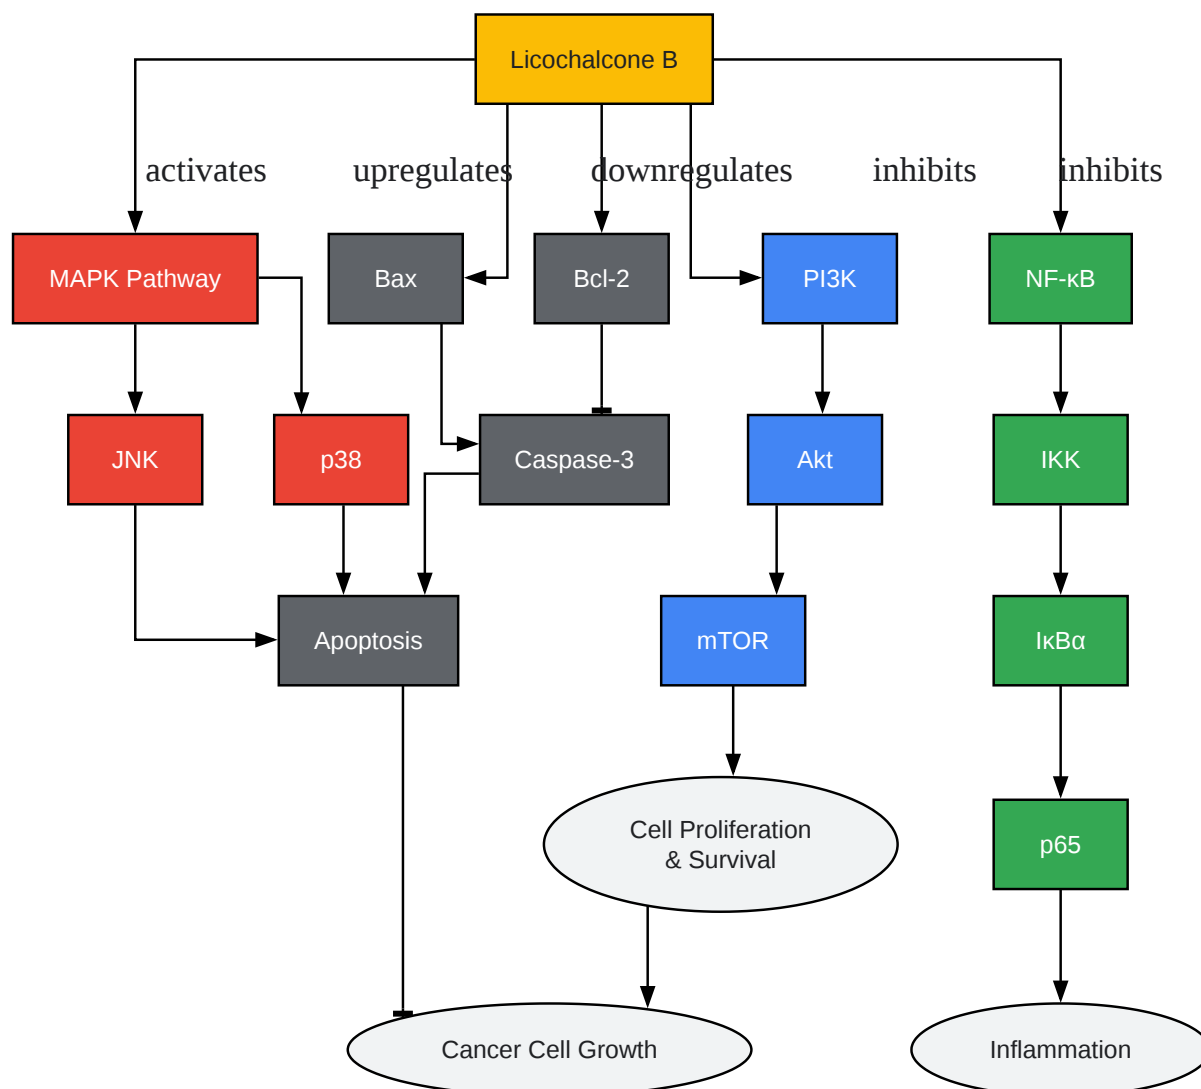 Licochalcone B
activates
upregulates
downregulates
inhibits
inhibits
MAPK Pathway
Bax
Bcl-2
PI3K
NF-κB
JNK
p38
Caspase-3
Akt
IKK
Apoptosis
mTOR
IκBα
Cell Proliferation
& Survival
p65
Cancer Cell Growth
Inflammation